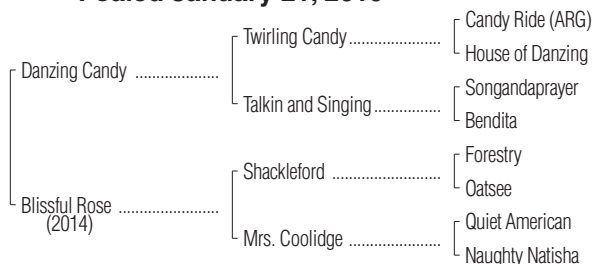 Foaled January 21,
Candy Ride (ARG)
Twirling Candy
House of Danzing
Danzing Candy
Songandaprayer
Talkin and Singing
Bendita
Forestry
Shackleford
Oatsee
Blissful Rose
(2014)
Quiet American
Mrs. Coolidge
Naughty Natisha